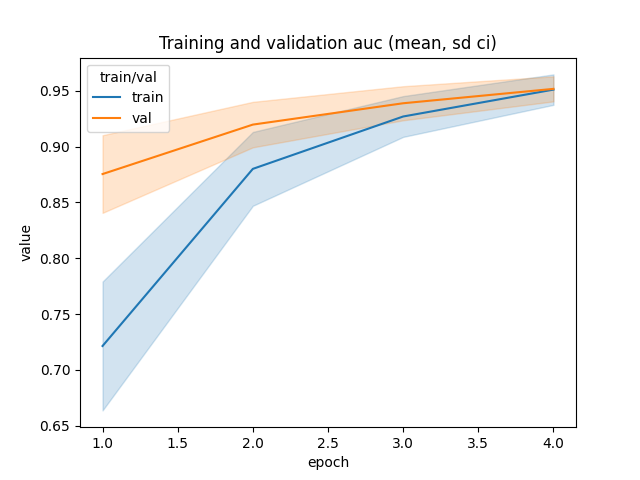 Training and validation auc (mean, sd ci)
train/val
train
val
0.95
0.90
0.85
0.80
0.75
0.70
0.65
value
1.0
1.5
2.0
2.5
3.0
3.5
4.0
epoch